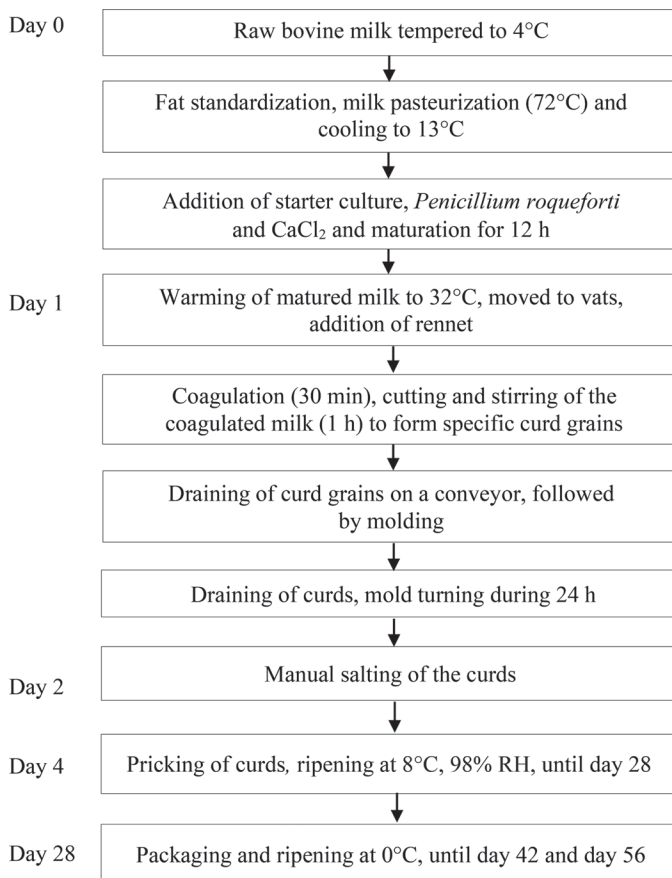 Day 0
Raw bovine milk tempered to 4°C
Fat standardization, milk pasteurization (72°C) and
cooling to 13°C
Addition of starter culture, Penicillium roqueforti
and CaCl₂ and maturation for 12 h
Day 1
Warming of matured milk to 32°C, moved to vats,
addition of rennet
Coagulation (30 min), cutting and stirring of the
coagulated milk (1 h) to form specific curd grains
Draining of curd grains on a conveyor, followed
by molding
Draining of curds, mold turning during 24 h
Day 2
Manual salting of the curds
Day 4
Pricking of curds, ripening at 8°C, 98% RH, until day 28
Day 28
Packaging and ripening at 0°C, until day 42 and day 56